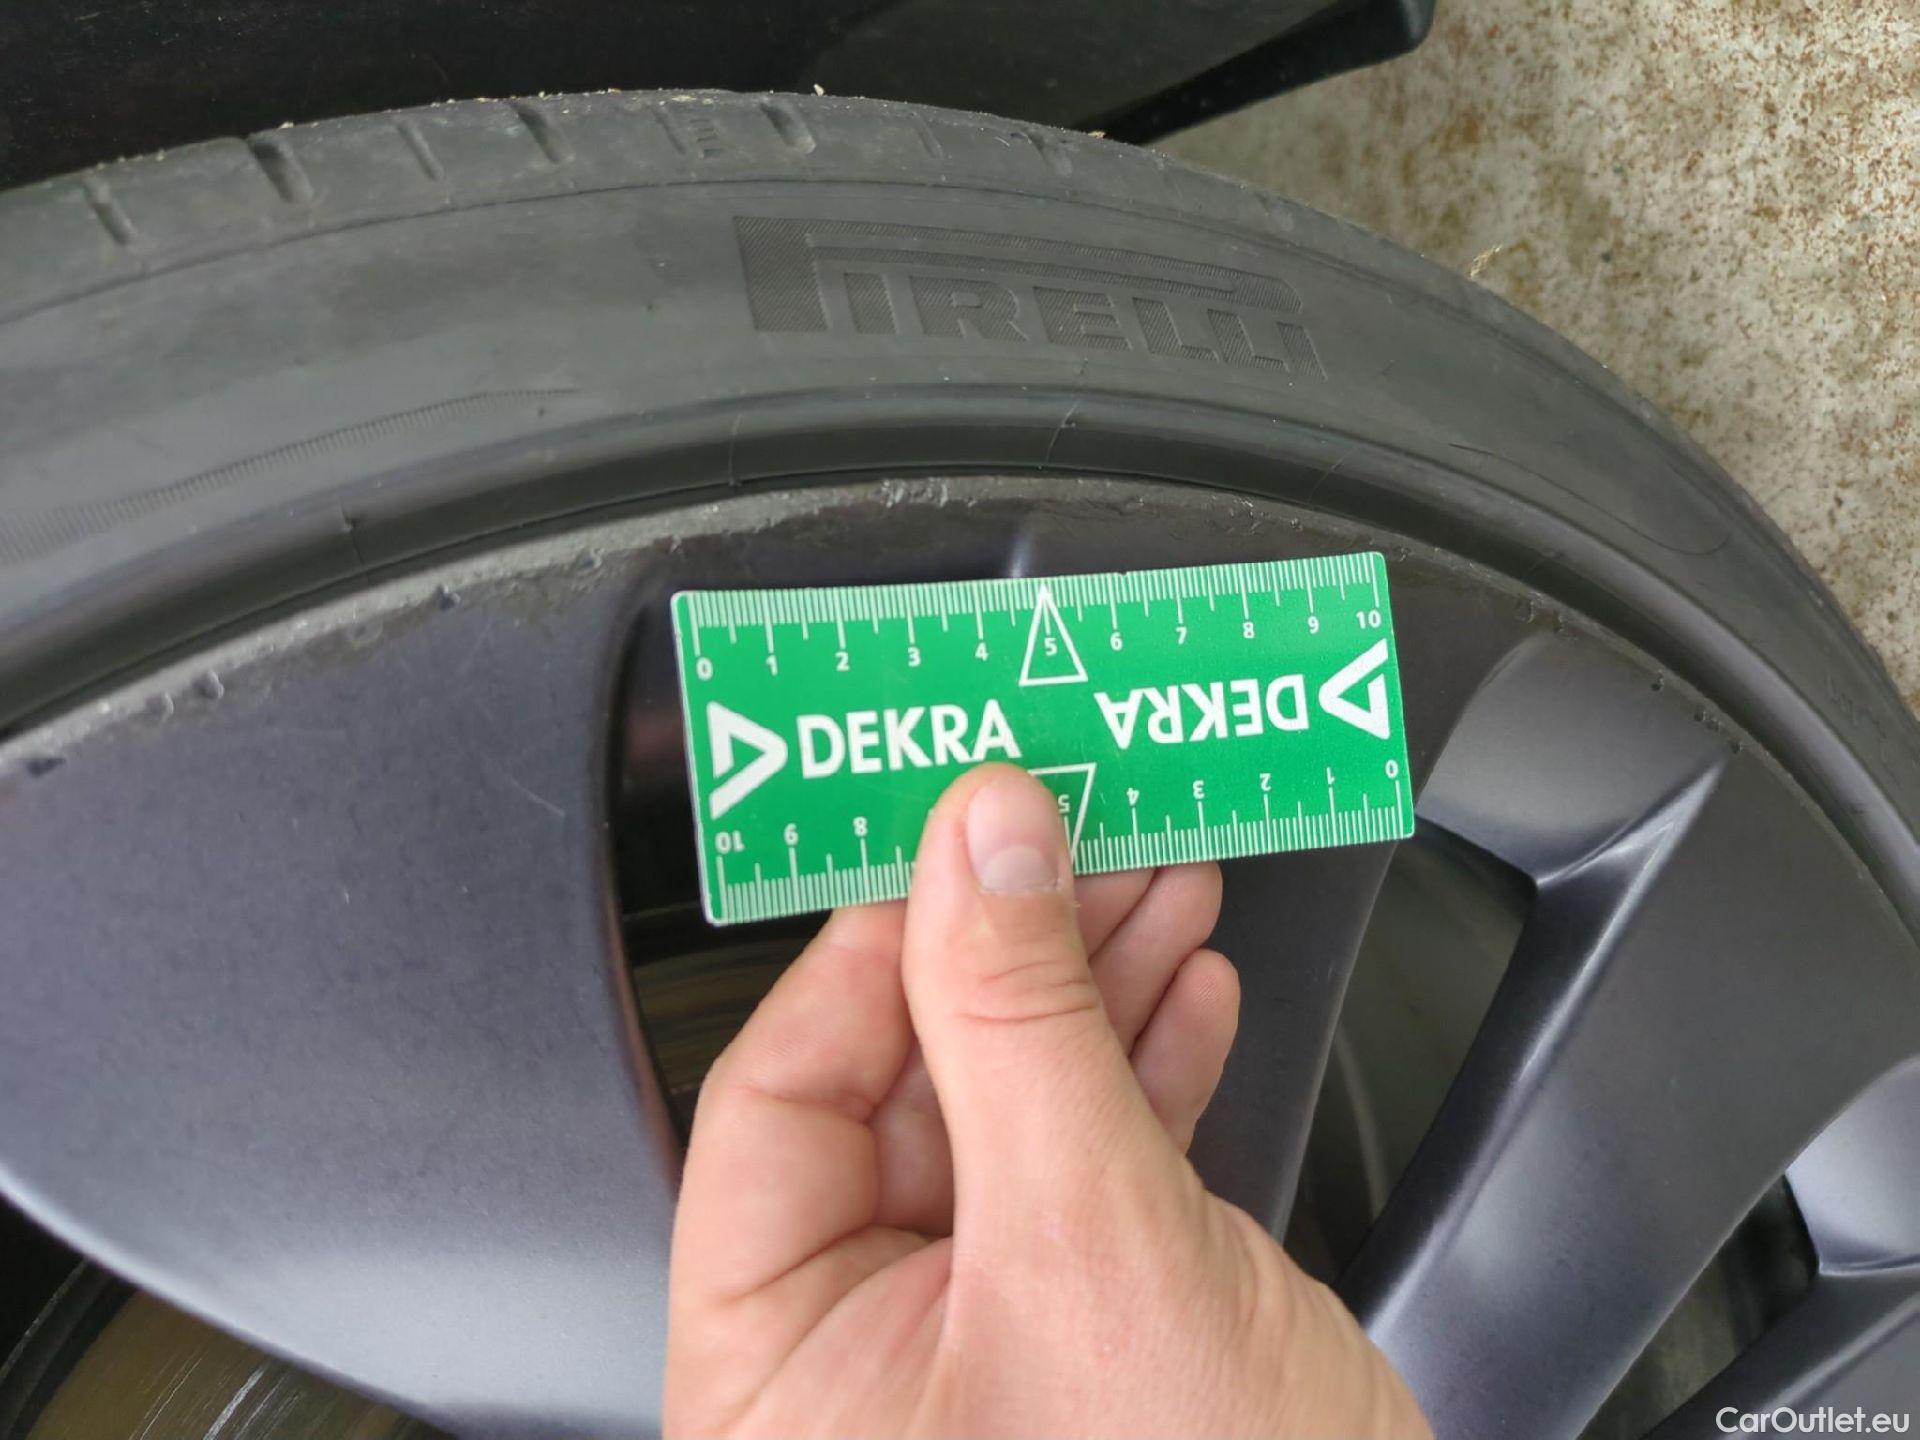 PIRELLI
0 1 2 3 4 5 6 7 8 9 10
DEKRA
DEKRA
10 9 8 5 4 3 2 1 0
CarOutlet.eu